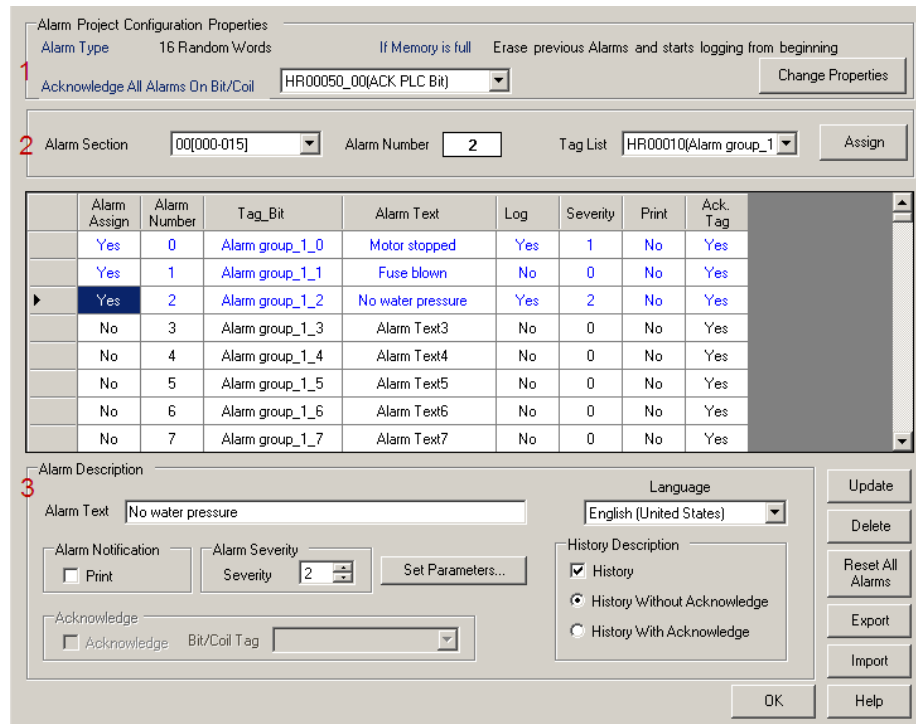 Alarm Project Configuration Properties
Alarm Type 16 Random Words If Memory is full Erase previous Alarms and starts logging from beginning
1
Acknowledge All Alarms On Bit/Coil HR00050_00(ACK PLC Bit) Change Properties
2 Alarm Section 00[000-015] Alarm Number 2 Tag List HR00010(Alarm group_1 Assign
Alarm Assign Alarm Number Tag_Bit Alarm Text Log Severity Print Ack. Tag
Yes 0 Alarm group_1_0 Motor stopped Yes 1 No Yes
Yes 1 Alarm group_1_1 Fuse blown No 0 No Yes
Yes 2 Alarm group_1_2 No water pressure Yes 2 No Yes
No 3 Alarm group_1_3 Alarm Text3 No 0 No Yes
No 4 Alarm group_1_4 Alarm Text4 No 0 No Yes
No 5 Alarm group_1_5 Alarm Text5 No 0 No Yes
No 6 Alarm group_1_6 Alarm Text6 No 0 No Yes
No 7 Alarm group_1_7 Alarm Text7 No 0 No Yes
Alarm Description
3
Alarm Text No water pressure
Language
English (United States)
Alarm Notification
Print
Alarm Severity
Severity 2
Set Parameters...
History Description
History
History Without Acknowledge
History With Acknowledge
Acknowledge
Acknowledge Bit/Coil Tag
Update
Delete
Reset All
Alarms
Export
Import
OK Help